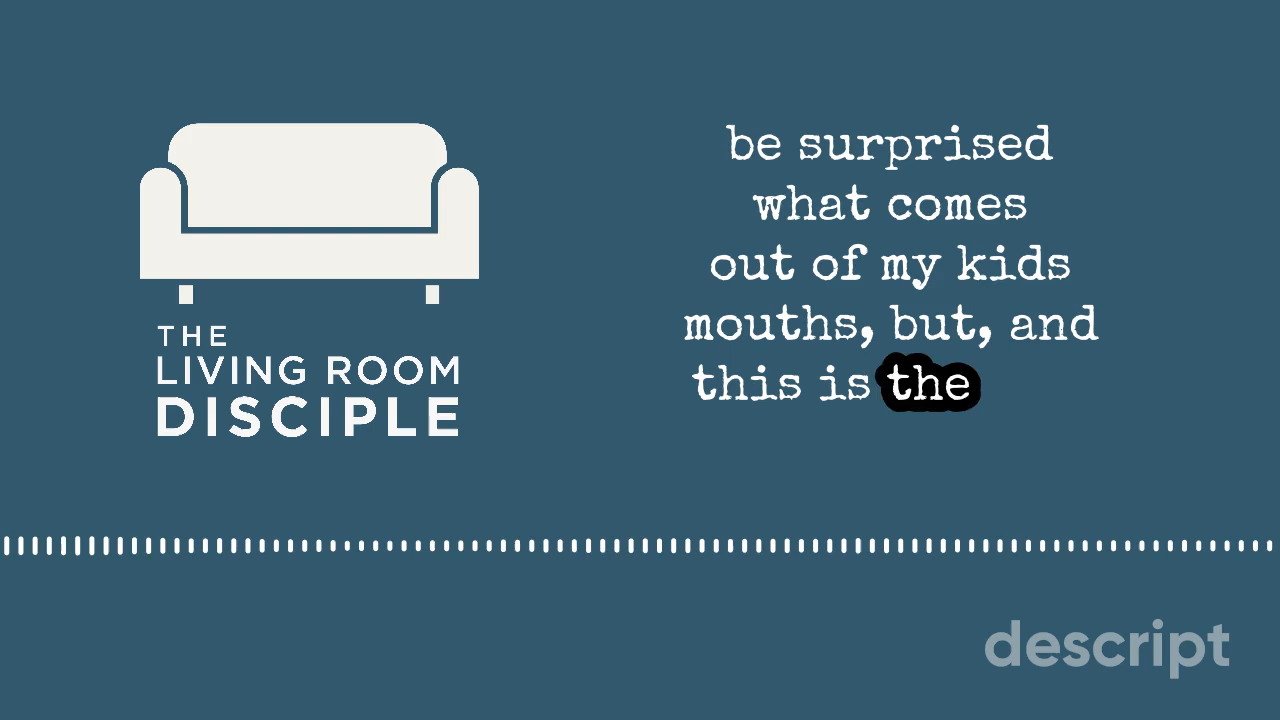 THE
LIVING ROOM
DISCIPLE
be surprised
what comes
out of my kids
mouths, but, and
this is the
descript